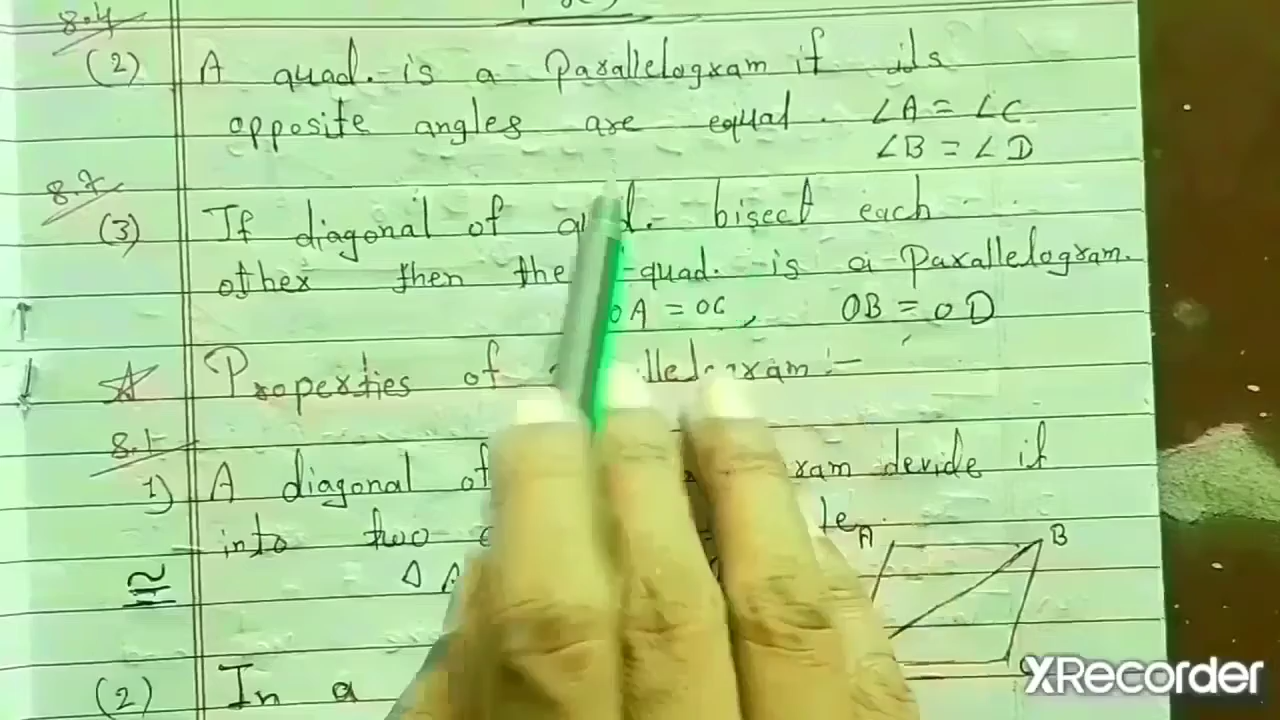 8.4
(2) A quad. is a Parallelogram if its
opposite angles are equal. ∠A = ∠C
∠B = ∠D
8.7
(3) If diagonal of quad. bisect each
other then the quad. is a Parallelogram.
OA = OC, OB = OD
☆ Properties of
8.1
1) A diagonal of devide it
into two
≅ Δ A
A B
(2) In a
XRecorder